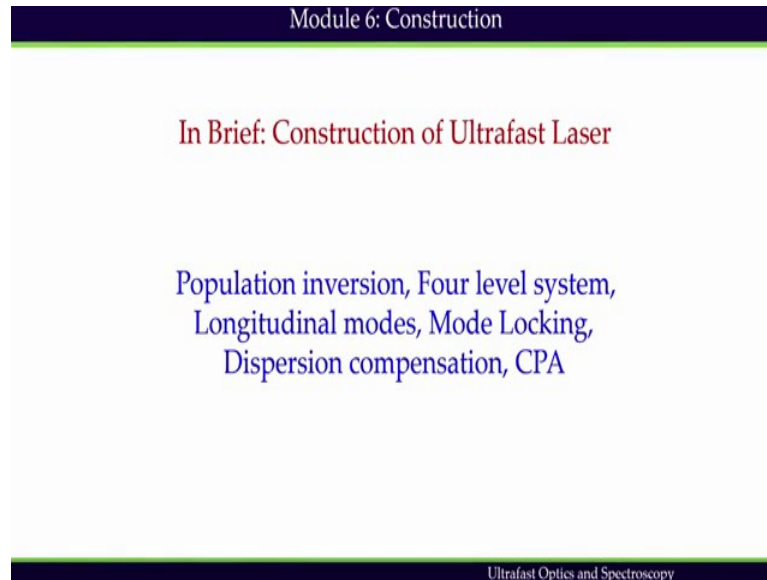 Module 6: Construction
In Brief: Construction of Ultrafast Laser
Population inversion, Four level system,
Longitudinal modes, Mode Locking,
Dispersion compensation, CPA
Ultrafast Optics and Spectroscopy